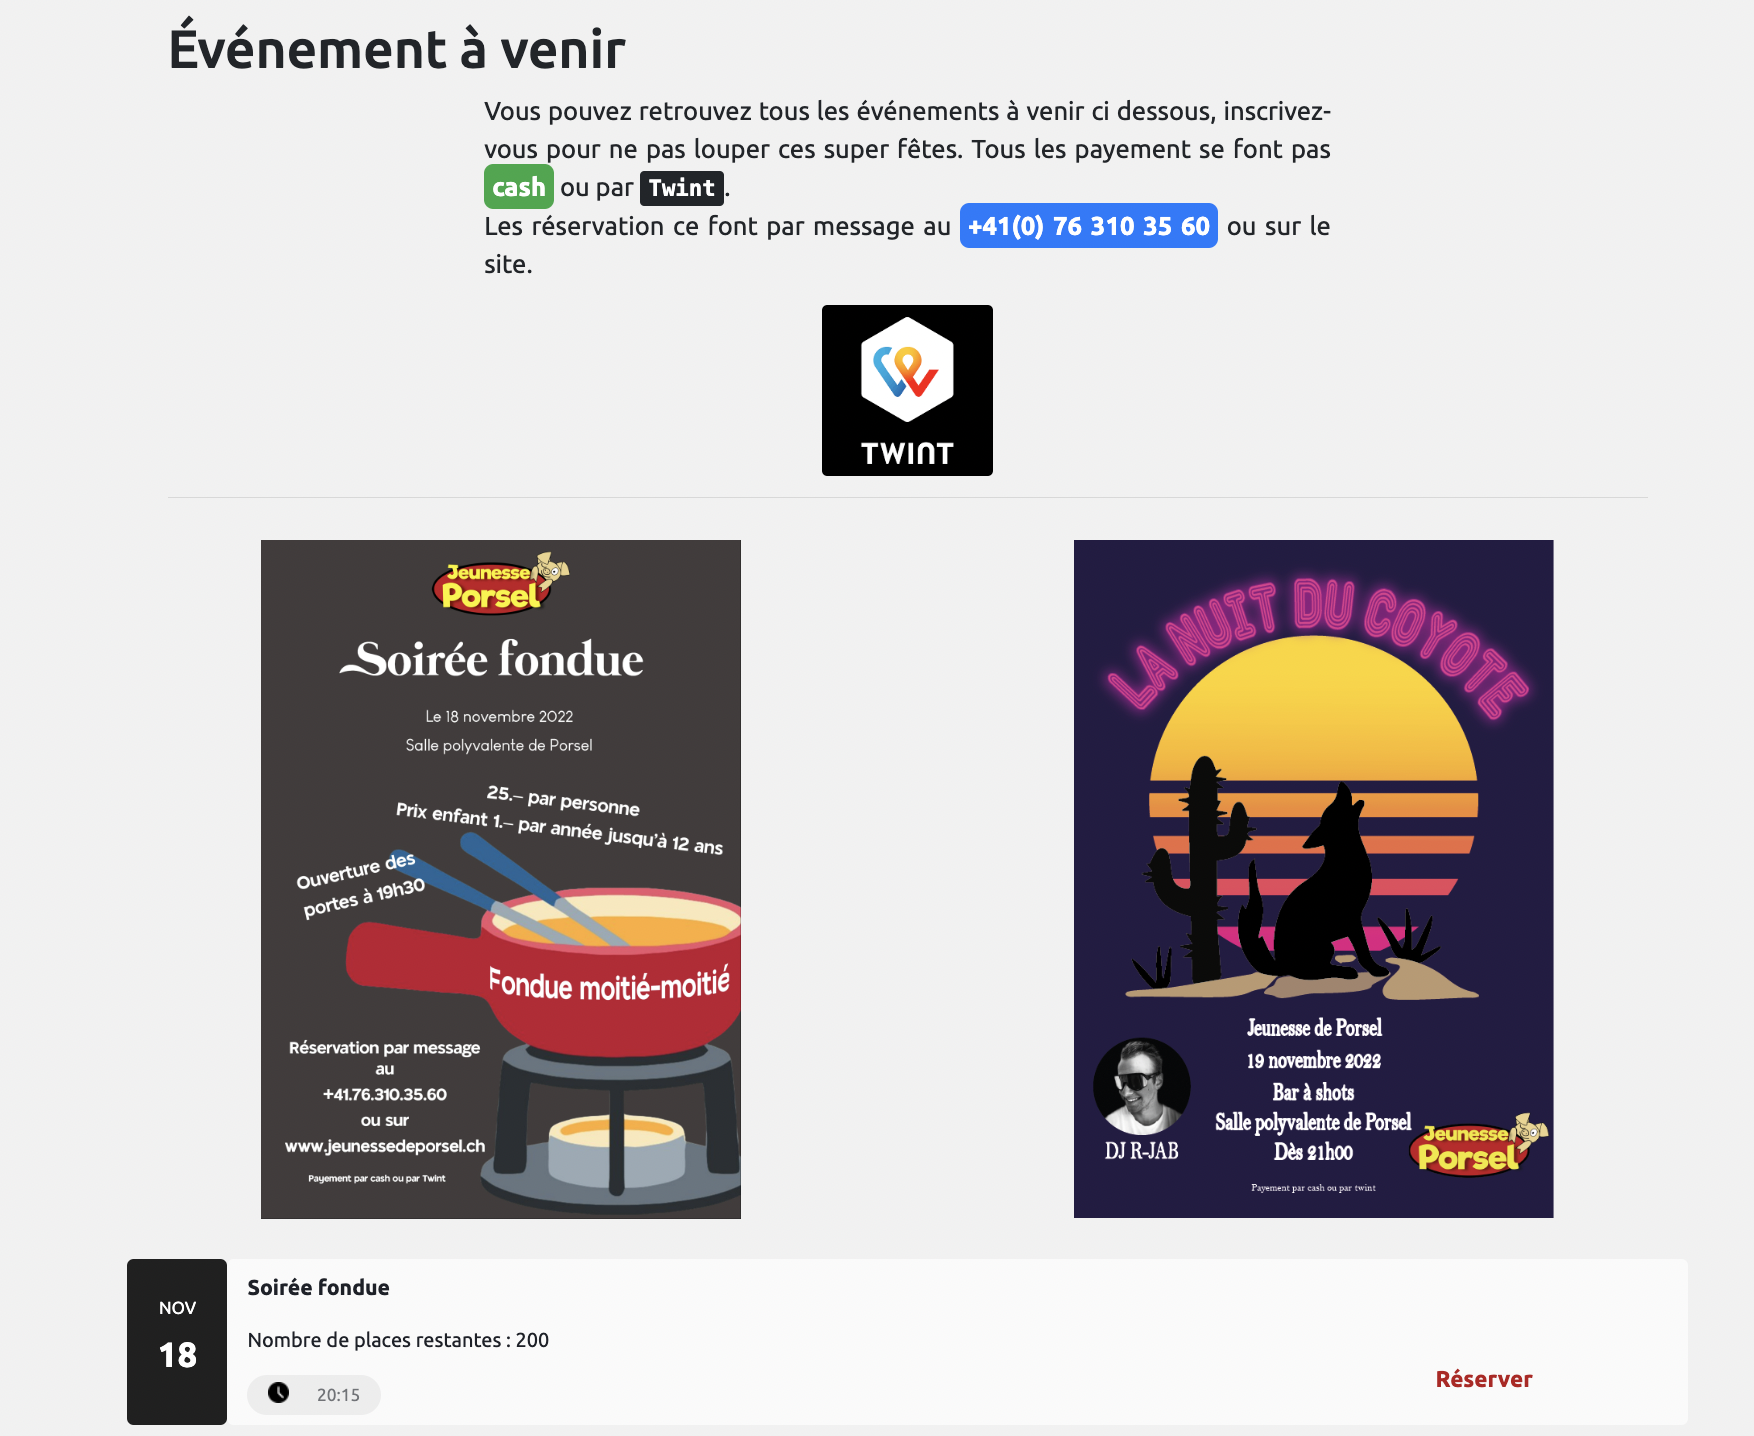 Événement à venir
Vous pouvez retrouvez tous les événements à venir ci dessous, inscrivez-
vous pour ne pas louper ces super fêtes. Tous les payement se font pas
cash ou par Twint.
Les réservation ce font par message au +41(0) 76 310 35 60 ou sur le
site.
TWINT
Jeunesse
Porsel
Soirée fondue
Le 18 novembre 2022
Salle polyvalente de Porsel
25.– par personne
Prix enfant 1.– par année jusqu'à 12 ans
Ouverture des
portes à 19h30
Fondue moitié-moitié
Réservation par message
au
+41.76.310.35.60
ou sur
www.jeunessedeporsel.ch
Payement par cash ou par Twint
LA NUIT DU COYOTE
Jeunesse de Porsel
19 novembre 2022
Bar à shots
Salle polyvalente de Porsel
Dès 21h00
DJ R-JAB
Jeunesse
Porsel
Payement par cash ou par twint
NOV
18
Soirée fondue
Nombre de places restantes : 200
20:15
Réserver